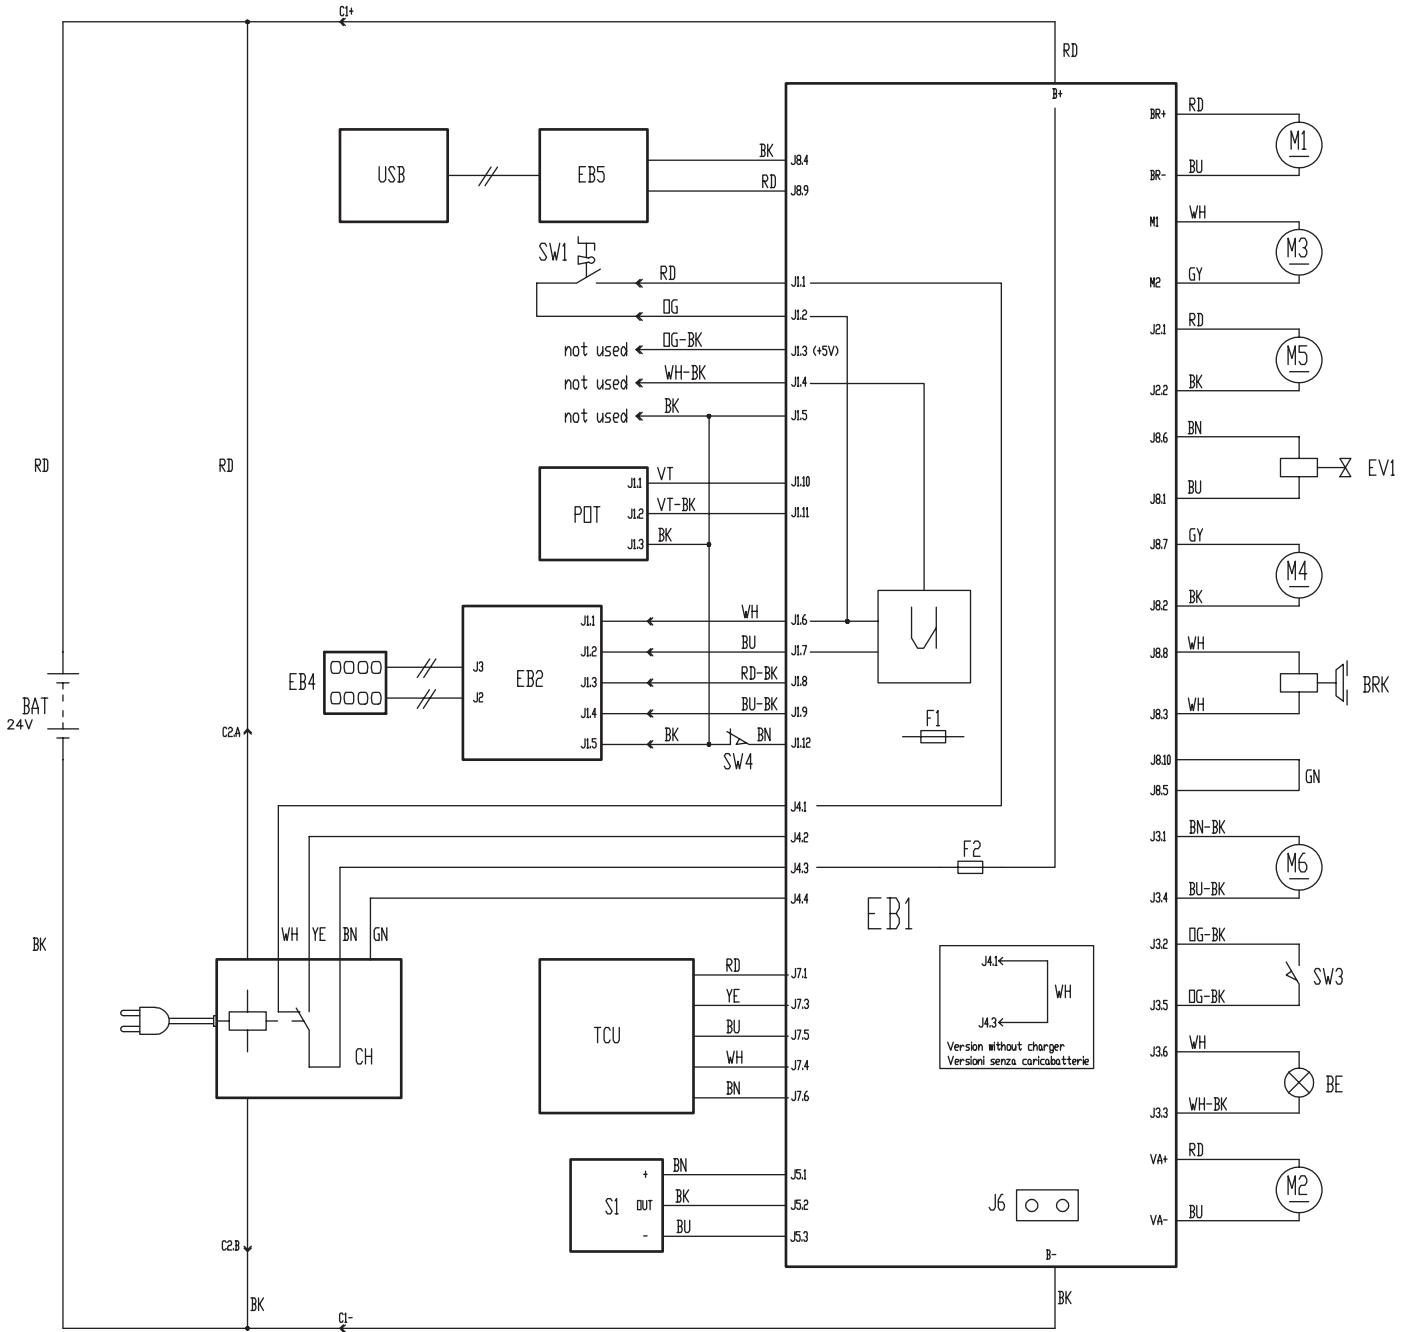 C1+
RD
B+
BR+ RD
M1
BR- BU
USB
EB5
BK J8.4
RD J8.9
M1 WH
M3
M2 GY
SW1
RD J1.1
OG J1.2
not used OG-BK J1.3 (+5V)
not used WH-BK J1.4
not used BK J1.5
J2.1 RD
M5
J2.2 BK
J8.6 BN
EV1
J8.1 BU
RD
RD
POT
J1.1 VT J1.10
J1.2 VT-BK J1.11
J1.3 BK
J8.7 GY
M4
J8.2 BK
EB4
J3
J2
EB2
J1.1 WH J1.6
J1.2 BU J1.7
J1.3 RD-BK J1.8
J1.4 BU-BK J1.9
J1.5 BK BN J1.12
SW4
U
F1
J8.8 WH
BRK
J8.3 WH
BAT
24V
C2.A
J8.10
GN
J8.5
J4.1
J4.2
J4.3
J4.4
F2
EB1
J3.1 BN-BK
M6
J3.4 BU-BK
WH YE BN GN
BK
CH
J3.2 OG-BK
SW3
J3.5 OG-BK
TCU
RD J7.1
YE J7.3
BU J7.5
WH J7.4
BN J7.6
J4.1
WH
J4.3
Version without charger
Versioni senza caricabatterie
J3.6 WH
BE
J3.3 WH-BK
S1
+ BN J5.1
OUT BK J5.2
- BU J5.3
J6
VA+ RD
M2
VA- BU
C2.B
B-
BK
BK
C1-